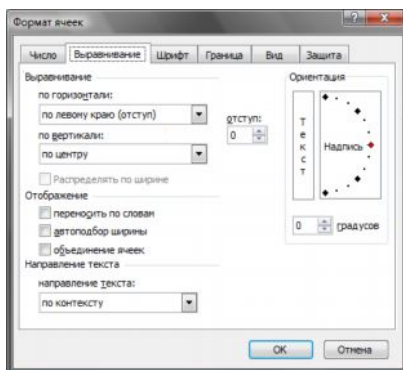 Формат ячеек
Число Выравнивание Шрифт Граница Вид Защита
Выравнивание
по горизонтали:
по левому краю (отступ)
отступ:
0
по вертикали:
по центру
Распределять по ширине
Отображение
переносить по словам
автоподбор ширины
объединение ячеек
Направление текста
направление текста:
по контексту
Ориентация
Текст
Надпись
0 градусов
ОК Отмена